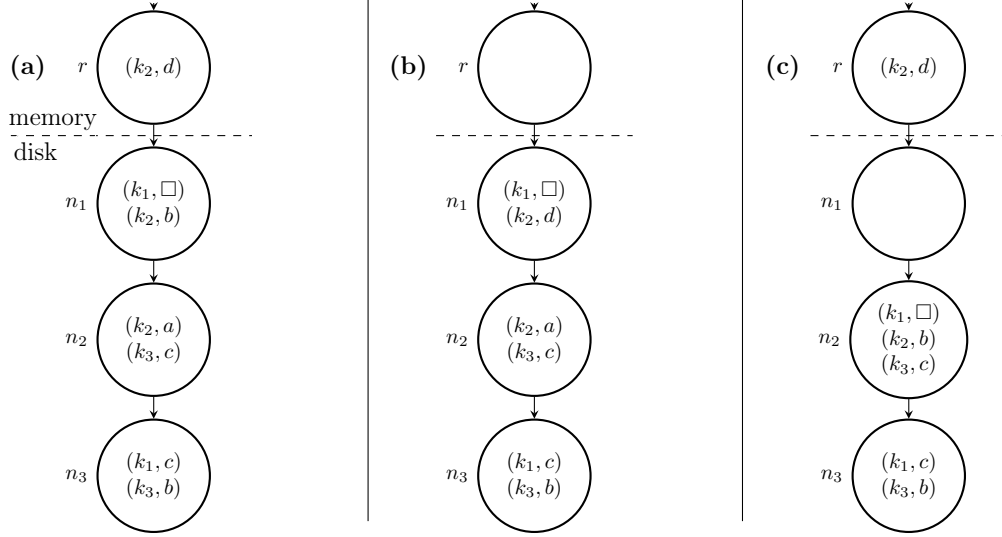 (a)
r
(k₂, d)
memory
disk
n₁
(k₁, □)
(k₂, b)
n₂
(k₂, a)
(k₃, c)
n₃
(k₁, c)
(k₃, b)
(b)
r
n₁
(k₁, □)
(k₂, d)
n₂
(k₂, a)
(k₃, c)
n₃
(k₁, c)
(k₃, b)
(c)
r
(k₂, d)
n₁
n₂
(k₁, □)
(k₂, b)
(k₃, c)
n₃
(k₁, c)
(k₃, b)